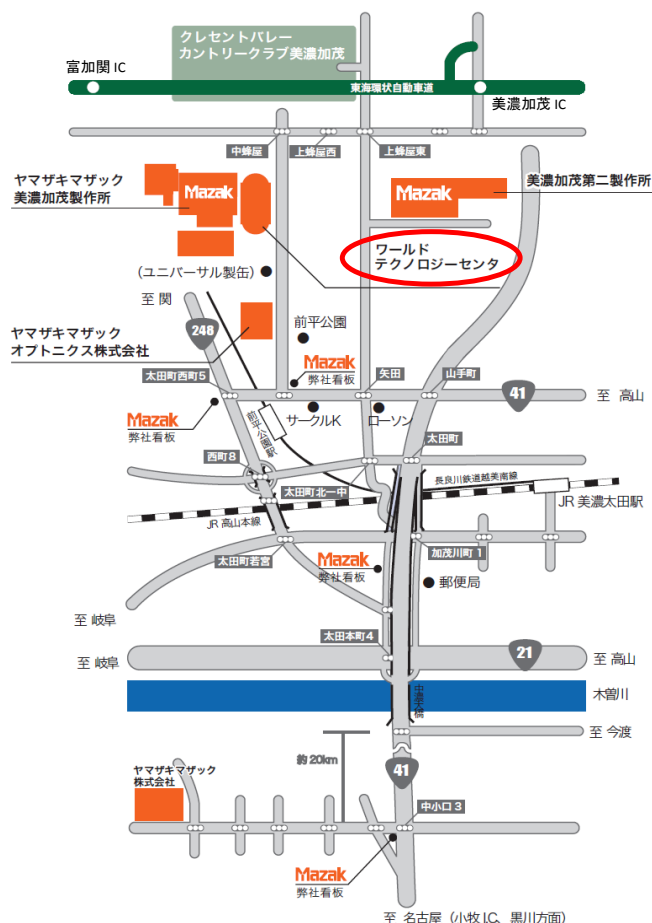 クレセントバレー
カントリークラブ美濃加茂
富加関 IC
東海環状自動車道
美濃加茂 IC
中蜂屋
上蜂屋西
上蜂屋東
ヤマザキマザック
美濃加茂製作所
Mazak
Mazak
美濃加茂第二製作所
ワールド
テクノロジーセンタ
(ユニバーサル製缶)
至 関
248
ヤマザキマザック
オプトニクス株式会社
前平公園
Mazak
弊社看板
太田町西町5
矢田
山手町
41
至 高山
Mazak
弊社看板
サークルK
ローソン
前平公園駅
西町8
太田町
太田町北一中
長良川鉄道越美南線
JR 美濃太田駅
JR 高山本線
太田町若宮
Mazak
弊社看板
加茂川町 1
郵便局
至 岐阜
太田本町4
至 岐阜
21
至 高山
木曽川
中濃大橋
至 今渡
約 20km
41
ヤマザキマザック
株式会社
中小口 3
Mazak
弊社看板
至 名古屋（小牧 I.C、黒川方面）